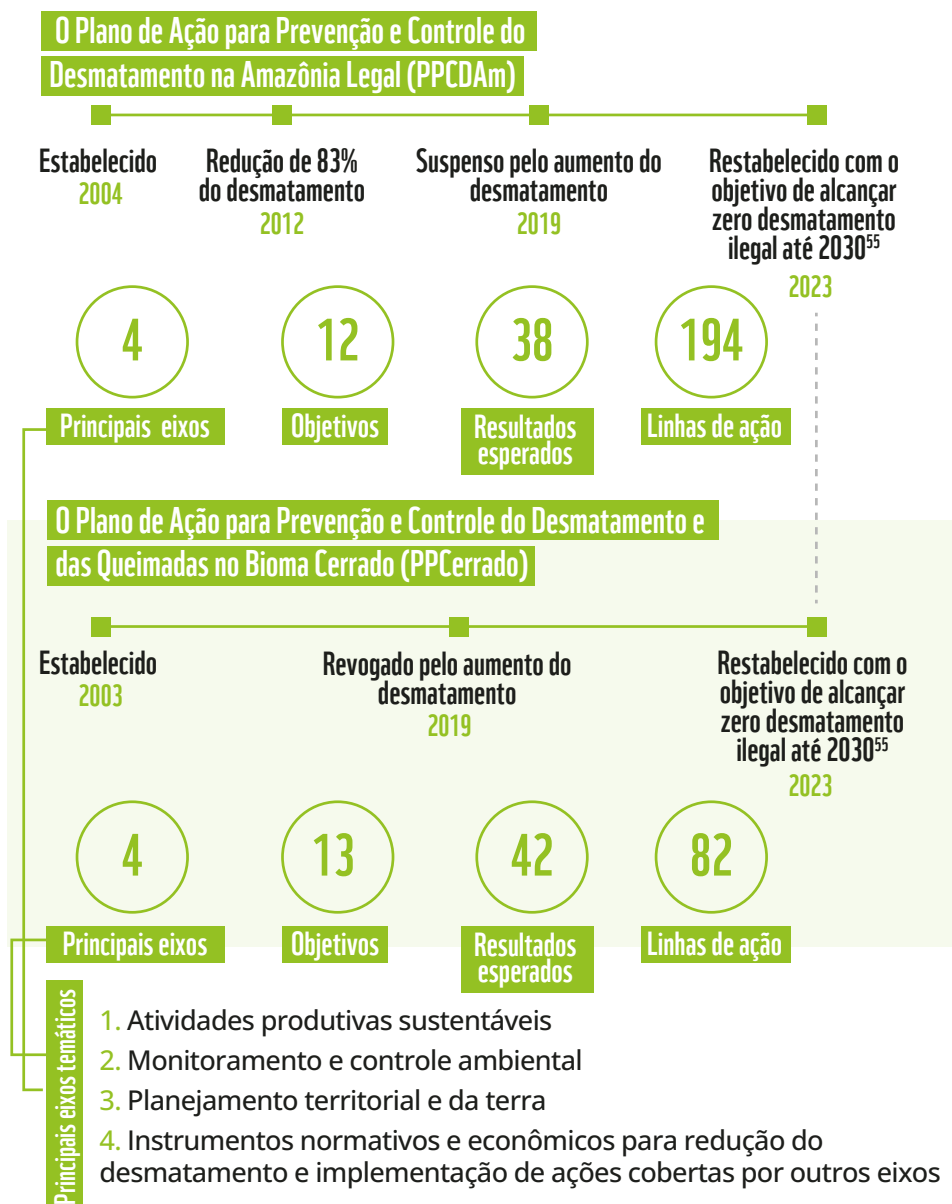 O Plano de Ação para Prevenção e Controle do
Desmatamento na Amazônia Legal (PPCDAm)
Estabelecido
2004
Redução de 83%
do desmatamento
2012
Suspenso pelo aumento do
desmatamento
2019
Restabelecido com o
objetivo de alcançar
zero desmatamento
ilegal até 2030⁵⁵
2023
4
Principais eixos
12
Objetivos
38
Resultados
esperados
194
Linhas de ação
O Plano de Ação para Prevenção e Controle do Desmatamento e
das Queimadas no Bioma Cerrado (PPCerrado)
Estabelecido
2003
Revogado pelo aumento do
desmatamento
2019
Restabelecido com o
objetivo de alcançar
zero desmatamento
ilegal até 2030⁵⁵
2023
4
Principais eixos
13
Objetivos
42
Resultados
esperados
82
Linhas de ação
Principais eixos temáticos
1. Atividades produtivas sustentáveis
2. Monitoramento e controle ambiental
3. Planejamento territorial e da terra
4. Instrumentos normativos e econômicos para redução do
desmatamento e implementação de ações cobertas por outros eixos